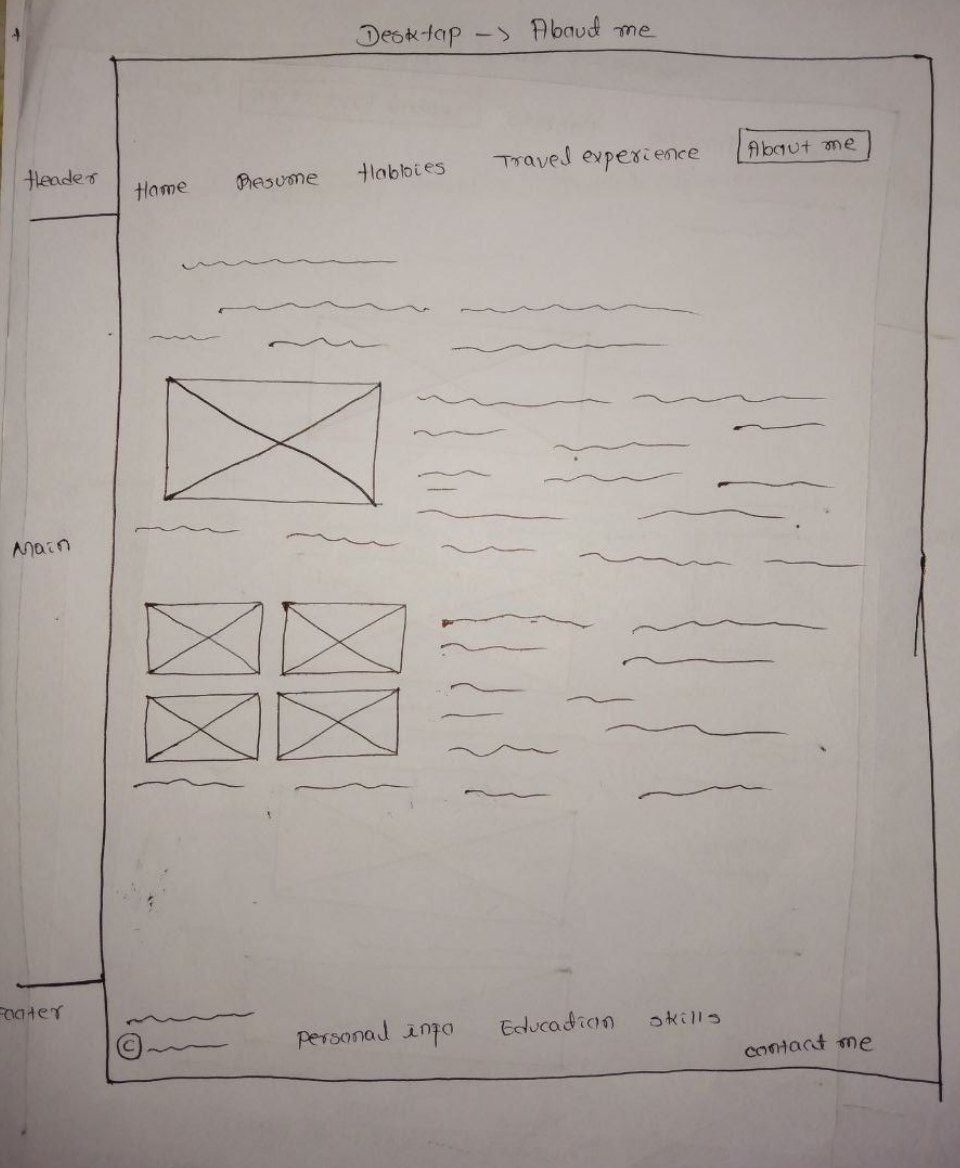 Desktop -> About me
Header
Home Resume Hobbies Travel experience About me
Main
Footer
© Personal info Education skills contact me